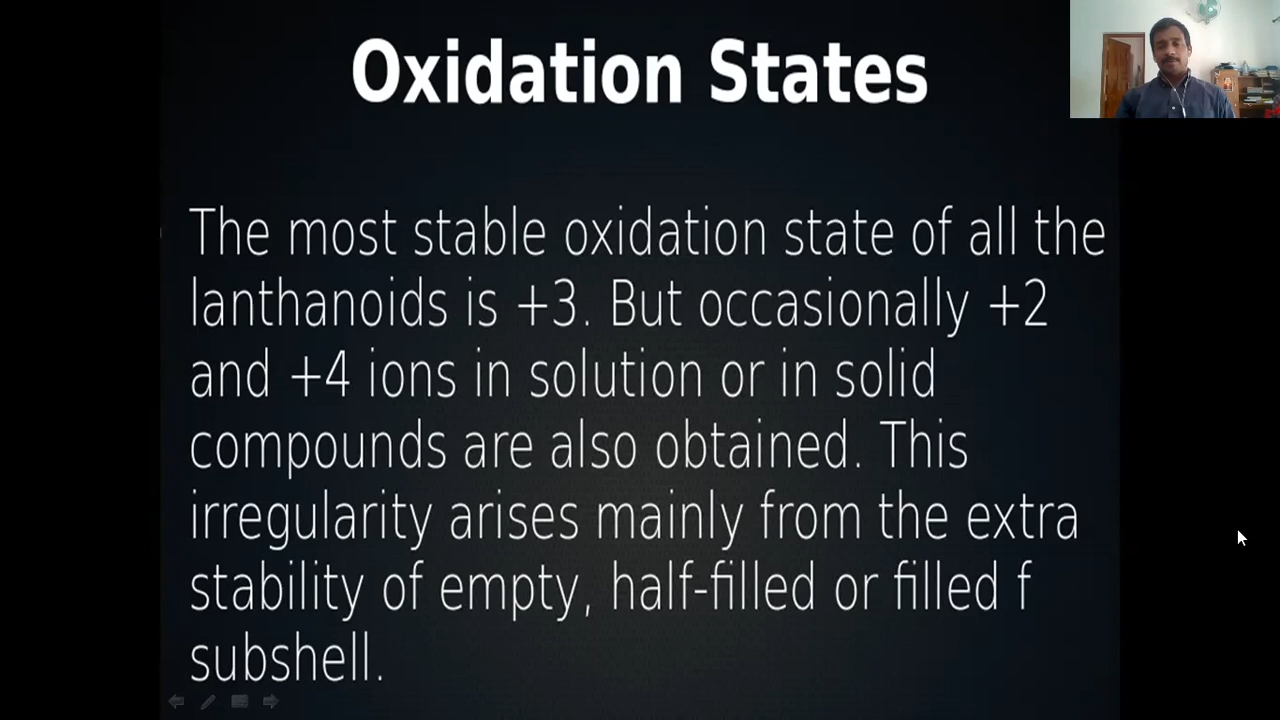 Oxidation States
The most stable oxidation state of all the
lanthanoids is +3. But occasionally +2
and +4 ions in solution or in solid
compounds are also obtained. This
irregularity arises mainly from the extra
stability of empty, half-filled or filled f
subshell.